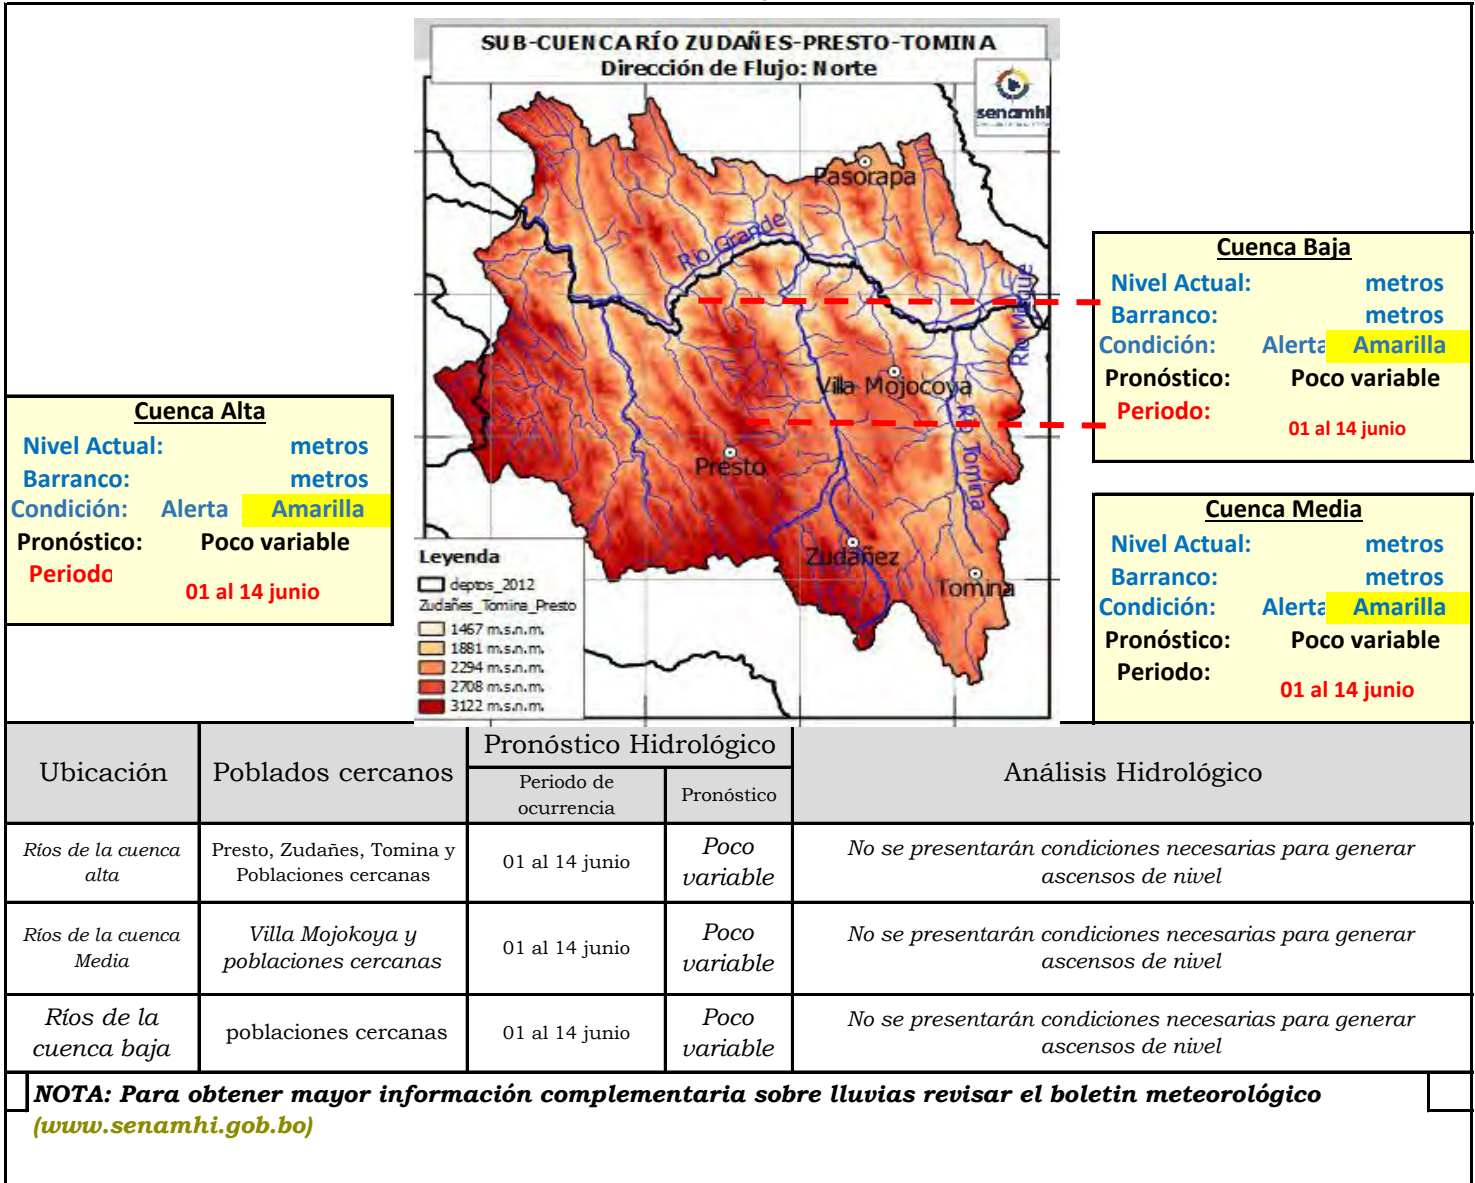 SUB-CUENCA RÍO ZUDAÑES-PRESTO-TOMINA
Dirección de Flujo: Norte
senamhi
Pasorapa
Río Grande
Río Mizque
Villa Mojocoya
Río Tomina
Presto
Zudáñez
Tomina
Leyenda
deptos_2012
Zudañes_Tomina_Presto
1467 m.s.n.m.
1881 m.s.n.m.
2294 m.s.n.m.
2708 m.s.n.m.
3122 m.s.n.m.
Cuenca Alta
Nivel Actual: metros
Barranco: metros
Condición: Alerta Amarilla
Pronóstico: Poco variable
Periodo
01 al 14 junio
Cuenca Baja
Nivel Actual: metros
Barranco: metros
Condición: Alerta Amarilla
Pronóstico: Poco variable
Periodo:
01 al 14 junio
Cuenca Media
Nivel Actual: metros
Barranco: metros
Condición: Alerta Amarilla
Pronóstico: Poco variable
Periodo:
01 al 14 junio
Ubicación Poblados cercanos Pronóstico Hidrológico Análisis Hidrológico
Periodo de ocurrencia Pronóstico
Ríos de la cuenca alta
Presto, Zudañes, Tomina y Poblaciones cercanas
01 al 14 junio
Poco variable
No se presentarán condiciones necesarias para generar ascensos de nivel
Ríos de la cuenca Media
Villa Mojokoya y poblaciones cercanas
01 al 14 junio
Poco variable
No se presentarán condiciones necesarias para generar ascensos de nivel
Ríos de la cuenca baja
poblaciones cercanas
01 al 14 junio
Poco variable
No se presentarán condiciones necesarias para generar ascensos de nivel
NOTA: Para obtener mayor información complementaria sobre lluvias revisar el boletin meteorológico
(www.senamhi.gob.bo)